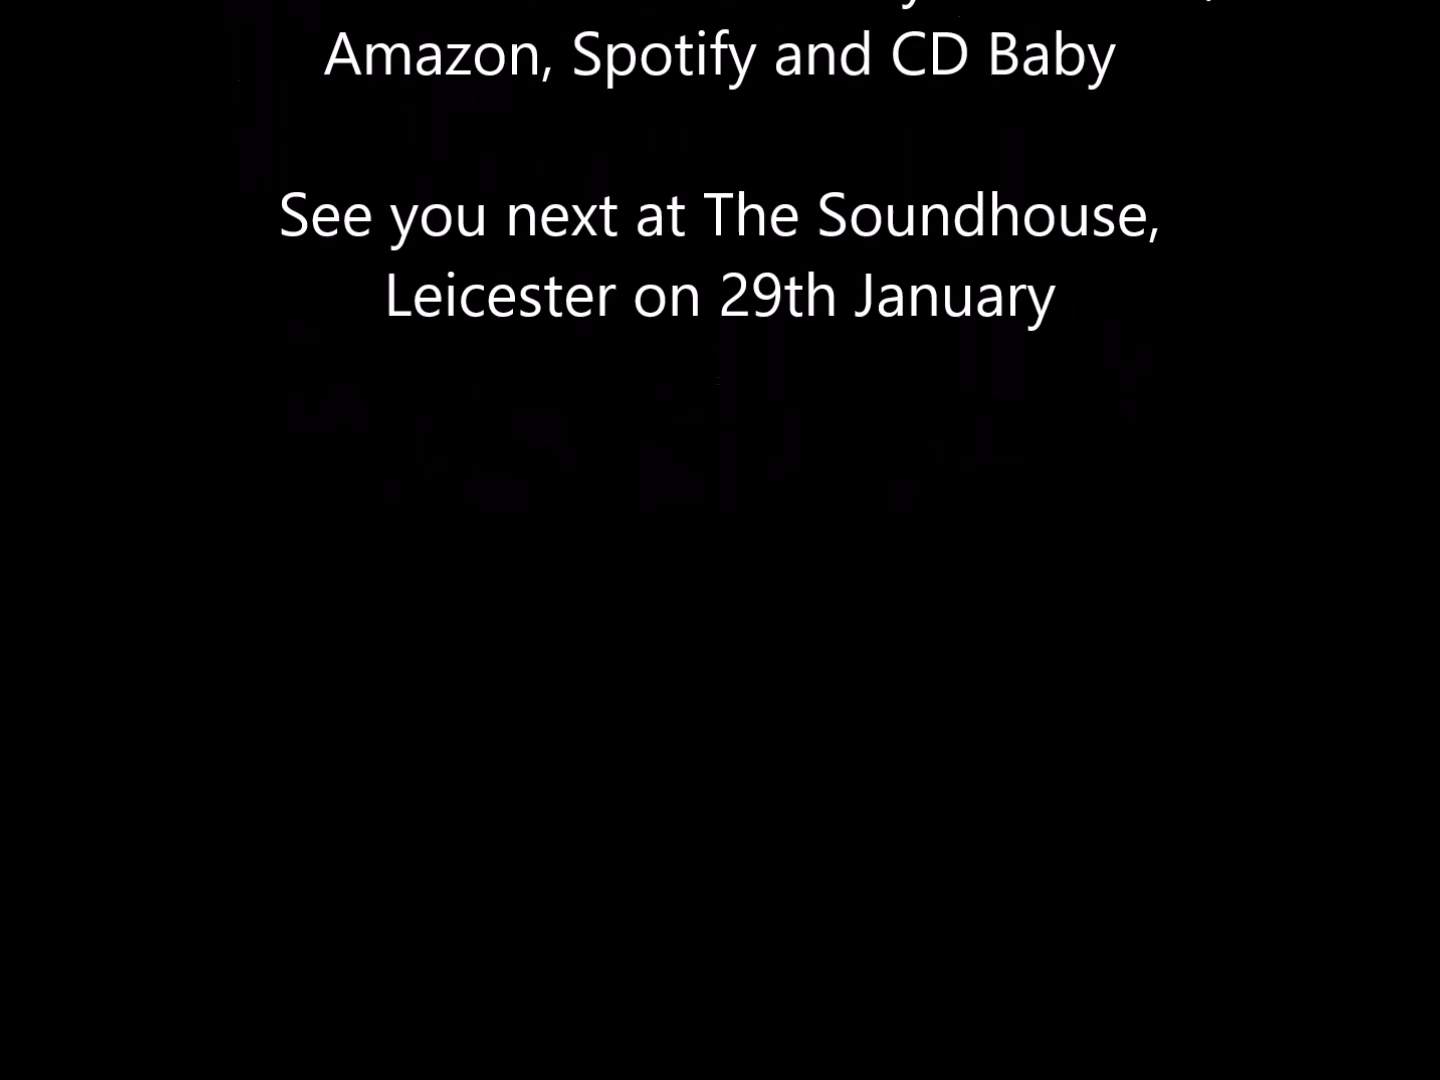 Amazon, Spotify and CD Baby
See you next at The Soundhouse,
Leicester on 29th January